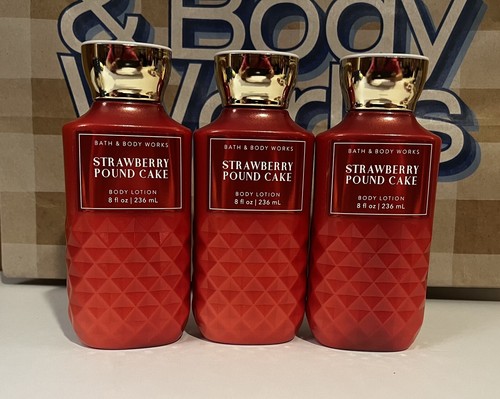 & Body
Works
BATH & BODY WORKS
STRAWBERRY
POUND CAKE
BODY LOTION
8 fl oz | 236 mL
BATH & BODY WORKS
STRAWBERRY
POUND CAKE
BODY LOTION
8 fl oz | 236 mL
BATH & BODY WORKS
STRAWBERRY
POUND CAKE
BODY LOTION
8 fl oz | 236 mL